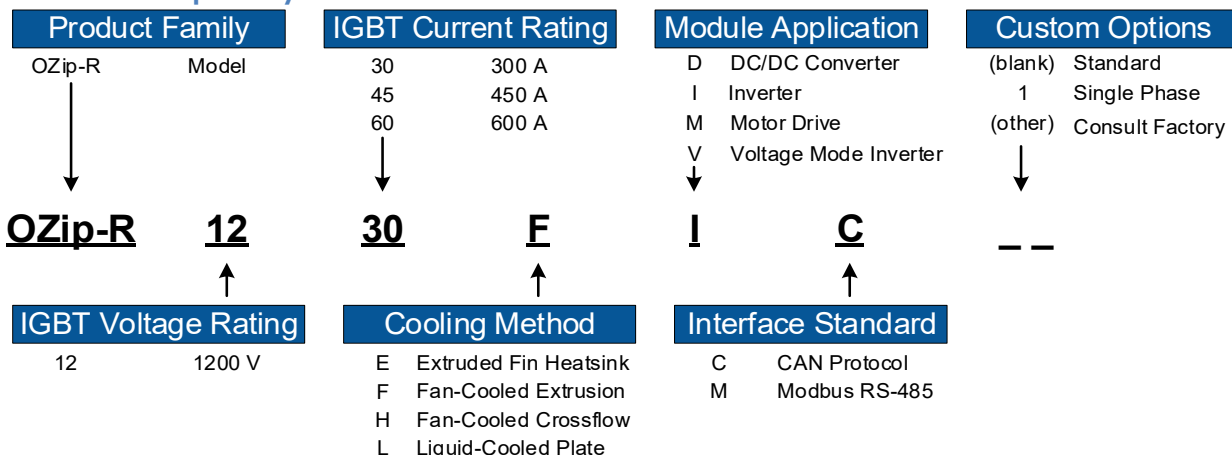 Product Family IGBT Current Rating Module Application Custom Options
OZip-R Model 30 300 A D DC/DC Converter (blank) Standard
45 450 A I Inverter 1 Single Phase
60 600 A M Motor Drive (other) Consult Factory
V Voltage Mode Inverter
OZip-R 12 30 F I C _ _
IGBT Voltage Rating Cooling Method Interface Standard
12 1200 V E Extruded Fin Heatsink C CAN Protocol
F Fan-Cooled Extrusion M Modbus RS-485
H Fan-Cooled Crossflow
L Liquid-Cooled Plate